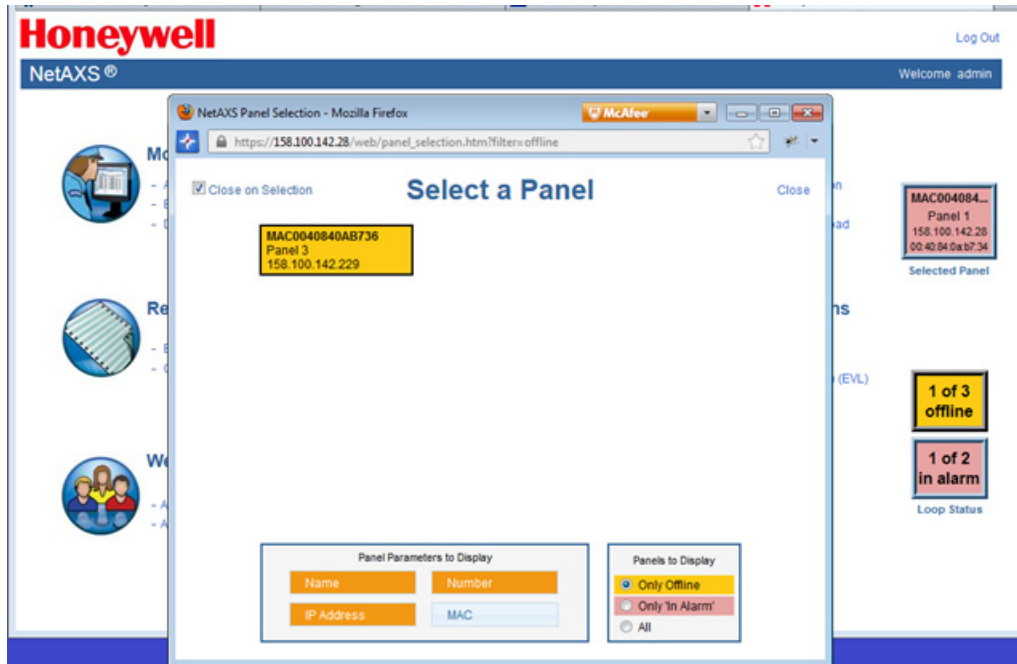 Honeywell
Log Out
NetAXS ®
Welcome admin
NetAXS Panel Selection - Mozilla Firefox
McAfee
https://158.100.142.28/web/panel_selection.htm?filter=offline
Close on Selection
Select a Panel
Close
MAC0040840AB736
Panel 3
158.100.142.229
MAC004084...
Panel 1
158.100.142.28
00:40:84:0a:b7:34
Selected Panel
Mo
Re
We
ns
(EVL)
1 of 3
offline
1 of 2
in alarm
Loop Status
Panel Parameters to Display
Name
Number
IP Address
MAC
Panels to Display
Only Offline
Only 'In Alarm'
All